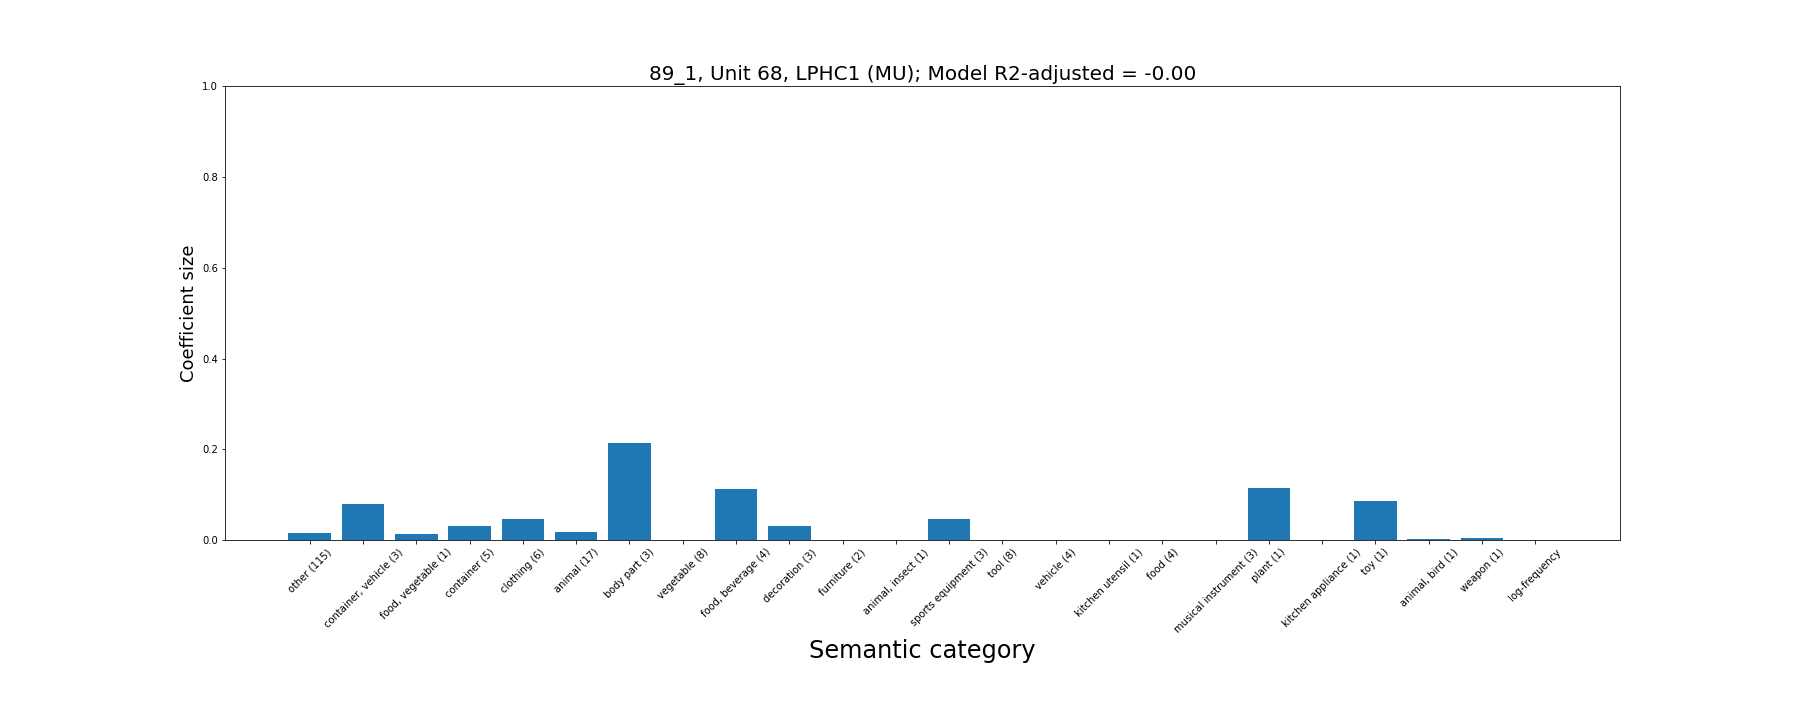 89_1, Unit 68, LPHC1 (MU); Model R2-adjusted = -0.00
1.0
0.8
0.6
0.4
0.2
0.0
Coefficient size
other (115)
container, vehicle (3)
food, vegetable (1)
container (5)
clothing (6)
animal (17)
body part (3)
vegetable (8)
food, beverage (4)
decoration (3)
furniture (2)
animal, insect (1)
sports equipment (3)
tool (8)
vehicle (4)
kitchen utensil (1)
food (4)
musical instrument (3)
plant (1)
kitchen appliance (1)
toy (1)
animal, bird (1)
weapon (1)
log-frequency
Semantic category